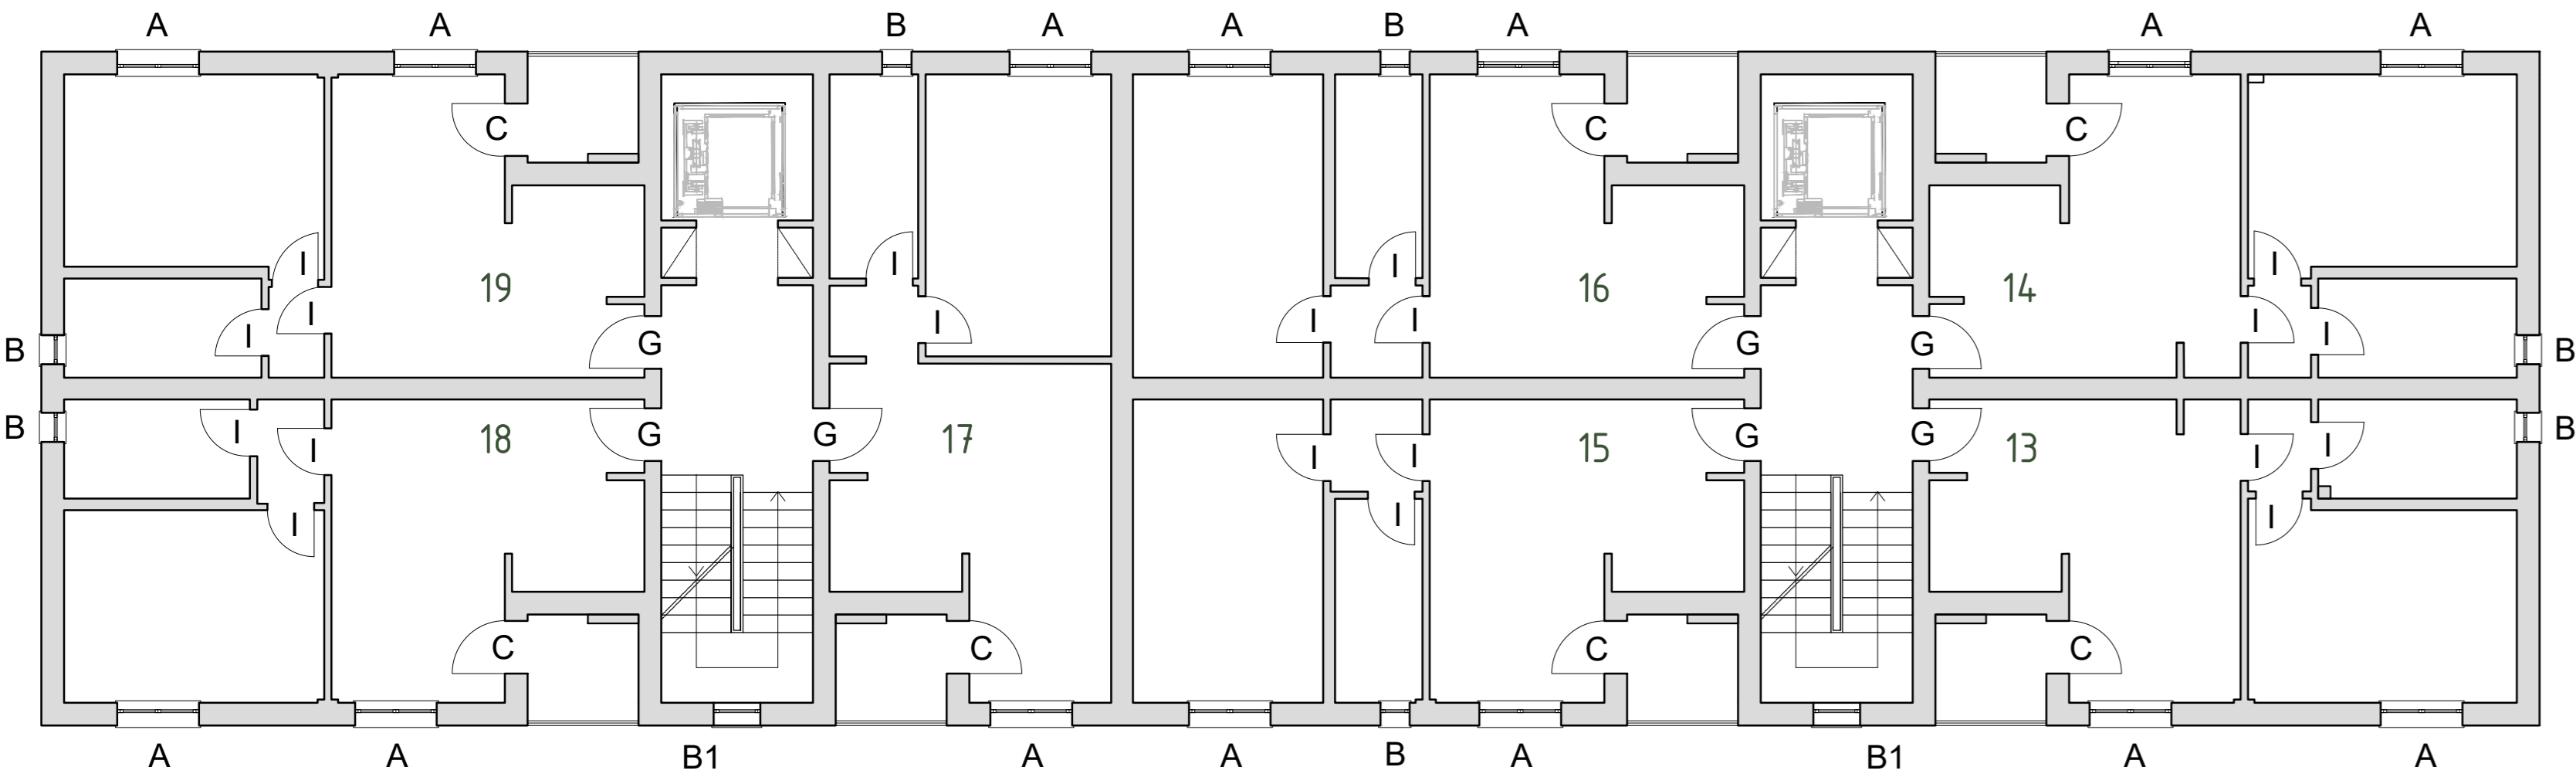 A A B A A B A A A
C C C
I I
19 16 14
I I I I I I
I
B G G G B
B I I G G 17 I I G G I I B
18 15 13
I I I
C C C C
A A B1 A A B A B1 A A